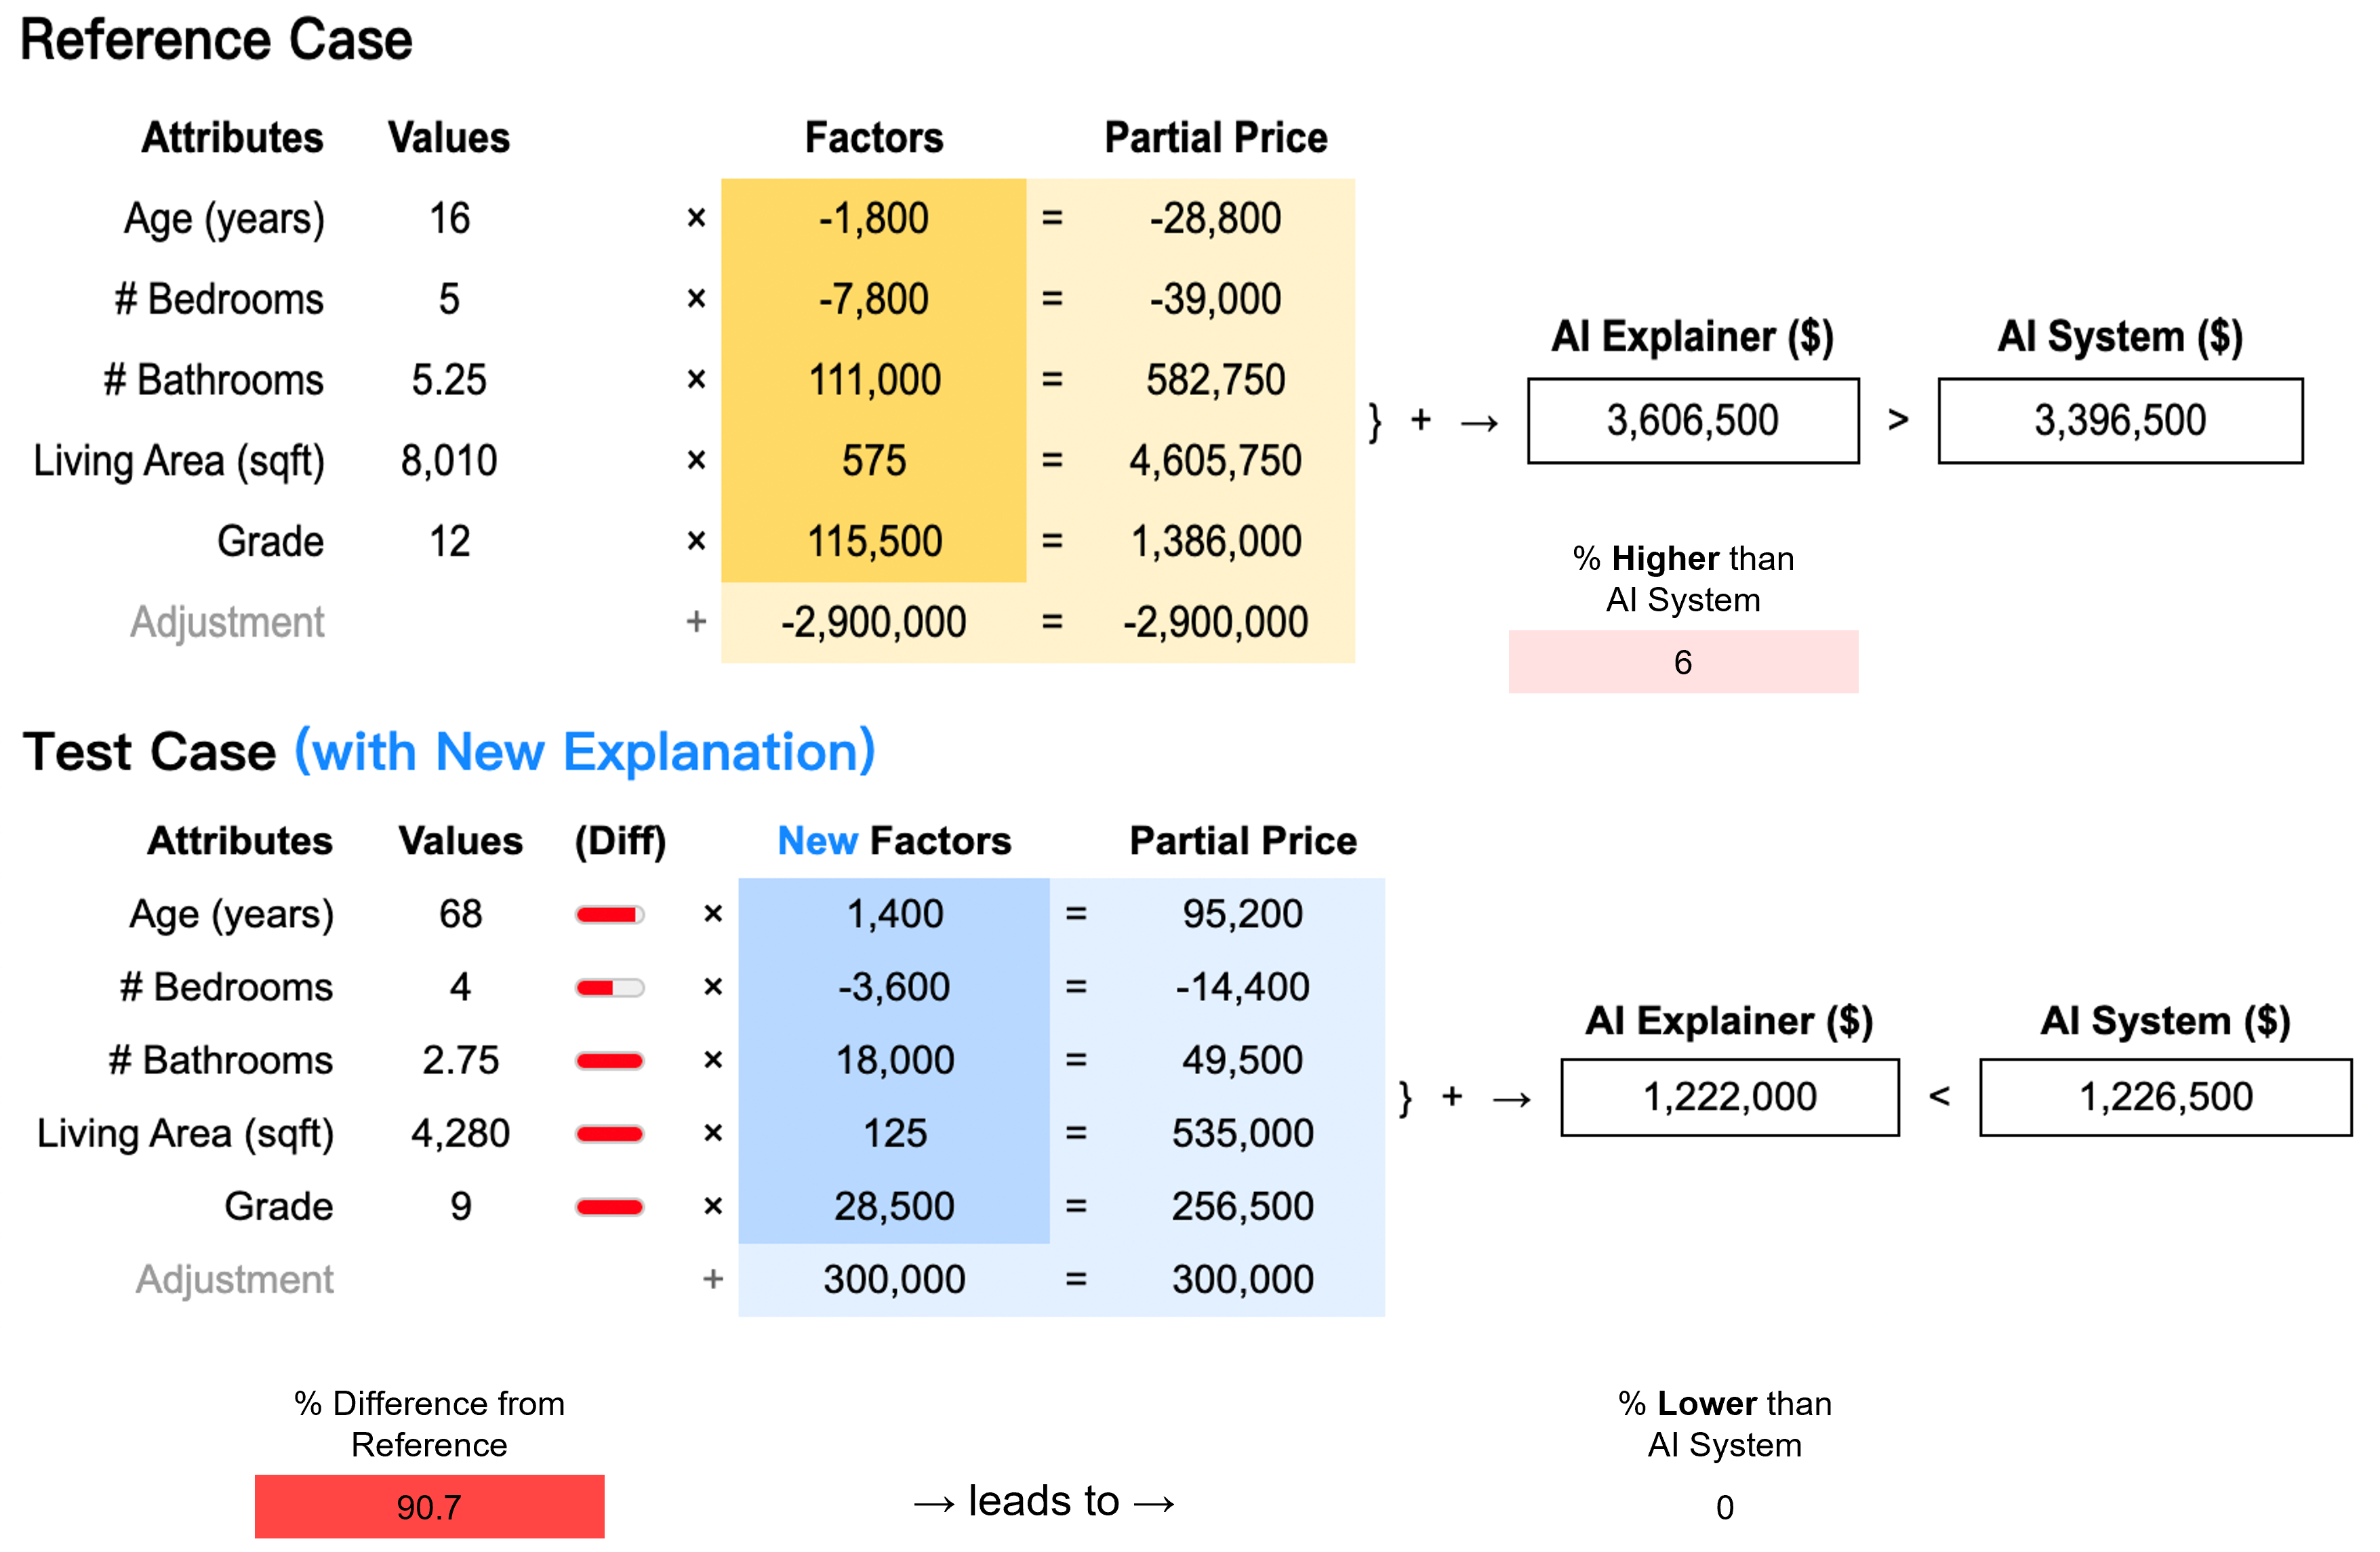 Reference Case
Attributes Values Factors Partial Price
Age (years) 16 × -1,800 = -28,800
# Bedrooms 5 × -7,800 = -39,000
# Bathrooms 5.25 × 111,000 = 582,750
Living Area (sqft) 8,010 × 575 = 4,605,750
Grade 12 × 115,500 = 1,386,000
Adjustment + -2,900,000 = -2,900,000
AI Explainer ($) AI System ($)
} + → 3,606,500 > 3,396,500
% Higher than
AI System
6
Test Case (with New Explanation)
Attributes Values (Diff) New Factors Partial Price
Age (years) 68 × 1,400 = 95,200
# Bedrooms 4 × -3,600 = -14,400
# Bathrooms 2.75 × 18,000 = 49,500
Living Area (sqft) 4,280 × 125 = 535,000
Grade 9 × 28,500 = 256,500
Adjustment + 300,000 = 300,000
AI Explainer ($) AI System ($)
} + → 1,222,000 < 1,226,500
% Difference from
Reference
90.7
→ leads to →
% Lower than
AI System
0